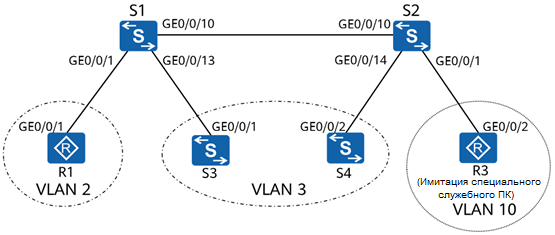 S1
S2
GE0/0/10
GE0/0/10
GE0/0/1
GE0/0/13
GE0/0/14
GE0/0/1
GE0/0/1
GE0/0/1
GE0/0/2
GE0/0/2
S
S
R
S
S
R
R1
S3
S4
R3
VLAN 2
VLAN 3
(Имитация специального
служебного ПК)
VLAN 10